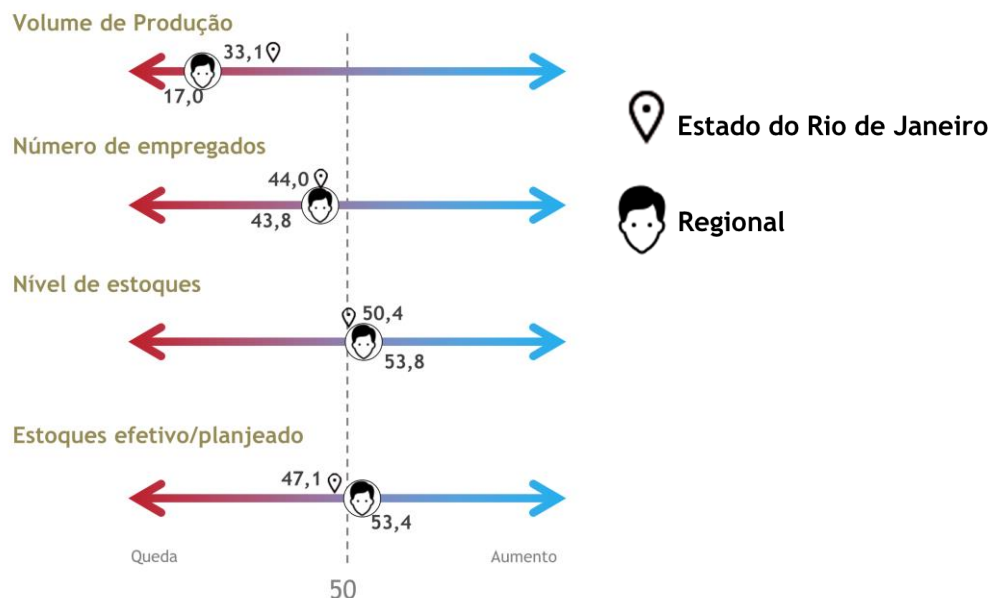 Volume de Produção
33,1
17,0
Estado do Rio de Janeiro
Número de empregados
44,0
43,8
Regional
Nível de estoques
50,4
53,8
Estoques efetivo/planjeado
47,1
53,4
Queda
Aumento
50